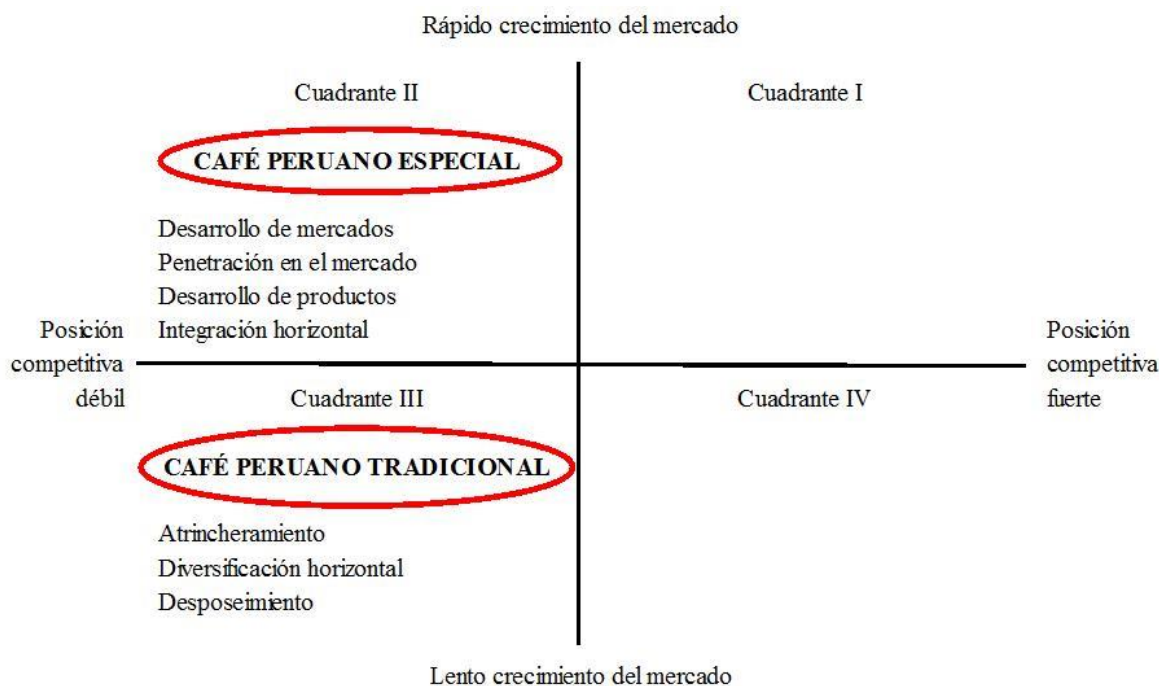 Rápido crecimiento del mercado
Cuadrante II
Cuadrante I
CAFÉ PERUANO ESPECIAL
Desarrollo de mercados
Penetración en el mercado
Desarrollo de productos
Integración horizontal
Posición
competitiva
débil
Posición
competitiva
fuerte
Cuadrante III
Cuadrante IV
CAFÉ PERUANO TRADICIONAL
Atrincheramiento
Diversificación horizontal
Desposeimiento
Lento crecimiento del mercado